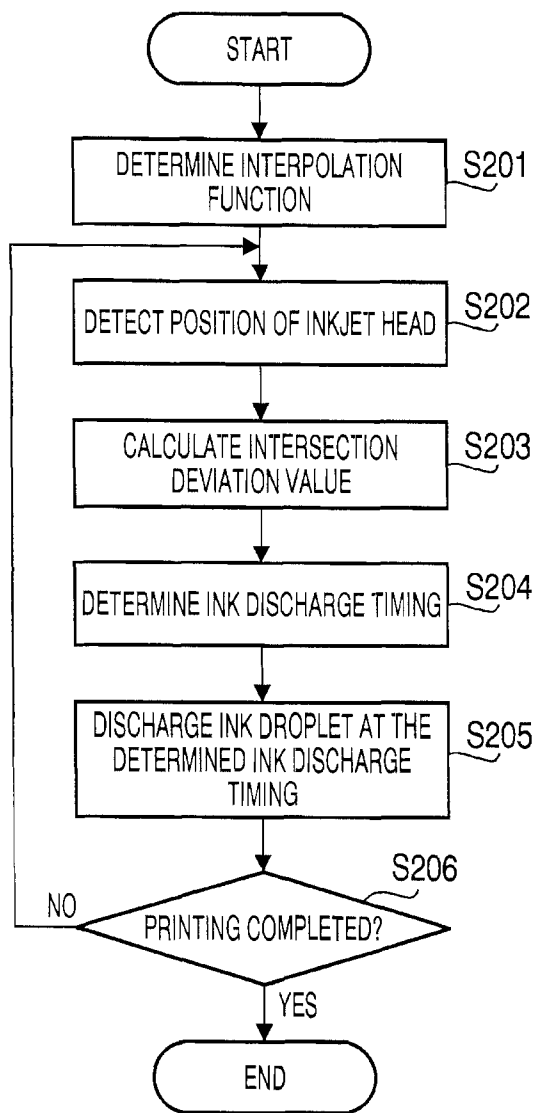 START
DETERMINE INTERPOLATION
FUNCTION
S201
DETECT POSITION OF INKJET HEAD
S202
CALCULATE INTERSECTION
DEVIATION VALUE
S203
DETERMINE INK DISCHARGE TIMING
S204
DISCHARGE INK DROPLET AT THE
DETERMINED INK DISCHARGE
TIMING
S205
S206
NO
PRINTING COMPLETED?
YES
END